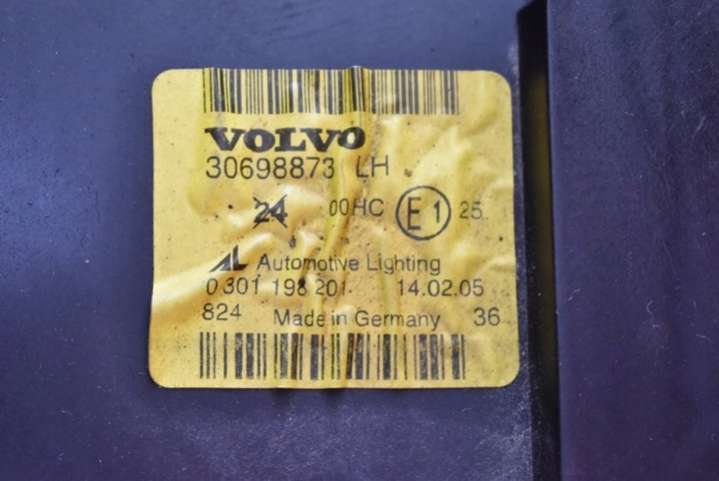 VOLVO
30698873 LH
24 00HC E1 25
AL Automotive Lighting
0 301 198 201 14.02.05
824 Made in Germany 36